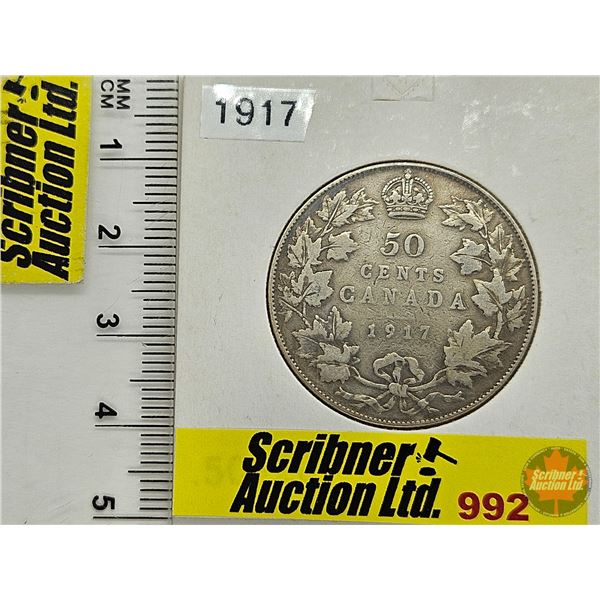 Scribner
Auction Ltd.
MM
CM
1
2
3
4
5
1917
50
CENTS
CANADA
1917
Scribner
Auction Ltd.
992
Scribner
Auction Ltd.